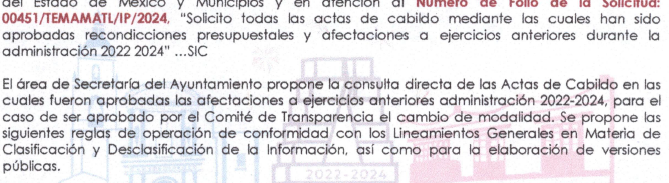 del Estado de México y Municipios y en atención al Número de Folio de la Solicitud:
00451/TEMAMATL/IP/2024, "Solicito todas las actas de cabildo mediante las cuales han sido
aprobadas recondicciones presupuestales y afectaciones a ejercicios anteriores durante la
administración 2022 2024" ...SIC
El área de Secretaría del Ayuntamiento propone la consulta directa de las Actas de Cabildo en las
cuales fueron aprobadas las afectaciones a ejercicios anteriores administración 2022-2024, para el
caso de ser aprobado por el Comité de Transparencia el cambio de modalidad. Se propone las
siguientes reglas de operación de conformidad con los Lineamientos Generales en Materia de
Clasificación y Desclasificación de la Información, así como para la elaboración de versiones
públicas.
2022-2024